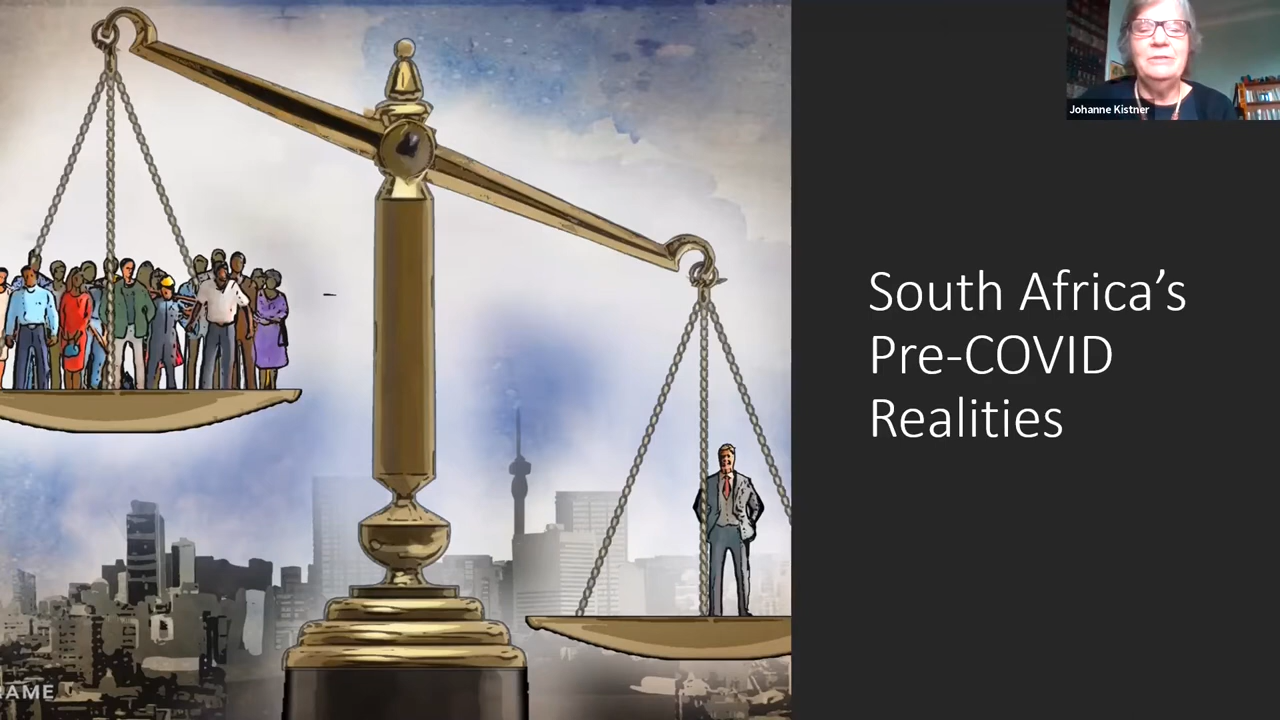 Johanne Kistner
South Africa's
Pre-COVID
Realities
AME